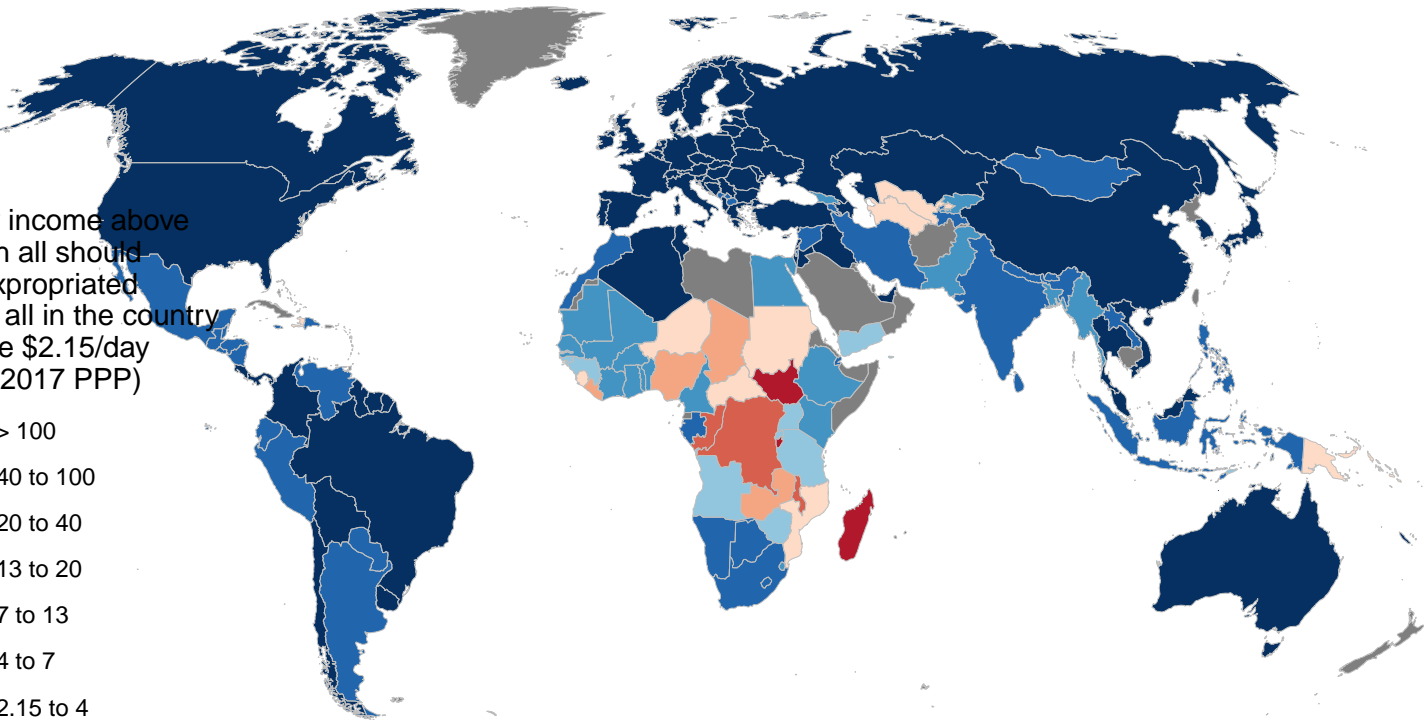 income above
all should
xpropriated
all in the country
e $2.15/day
2017 PPP)
> 100
40 to 100
20 to 40
13 to 20
7 to 13
4 to 7
2.15 to 4